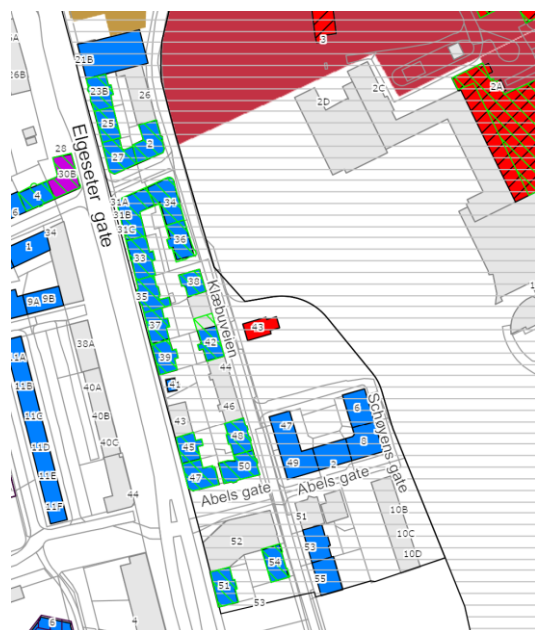 3
21B
2C
2A
23B
26
2D
25
28
2
27
30B
4
31A
34
31B
31G
36
1
34
33
38
9A
9B
35
37
43
42
39
38A
44
41
11B
40A
46
6
11C
40B
43
47
48
8
11D
40C
45
49
2
11E
47
50
44
11F
51
10B
52
53
10C
54
10D
51
55
53
4
6
Elgeseter gate
Klæbuveien
Schøyens gate
Abels gate
Abels gate